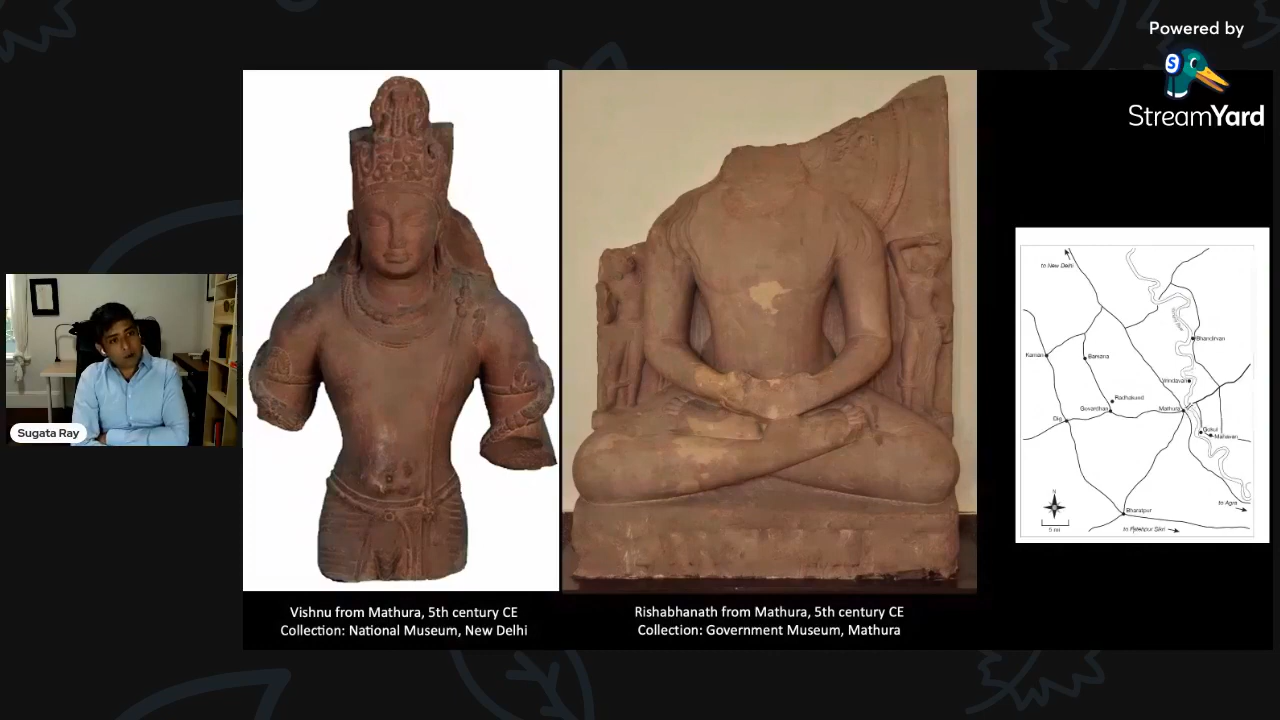 Powered by
StreamYard
Sugata Ray
Vishnu from Mathura, 5th century CE
Collection: National Museum, New Delhi
Rishabhanath from Mathura, 5th century CE
Collection: Government Museum, Mathura
to New Delhi
Bhandirvan
Kaman
Barsana
Vrindavan
Radhakund
Govardhan
Mathura
Dig
Gokul
Mahavan
N
to Agra
5 mi
Bharatpur
to Fatehpur Sikri